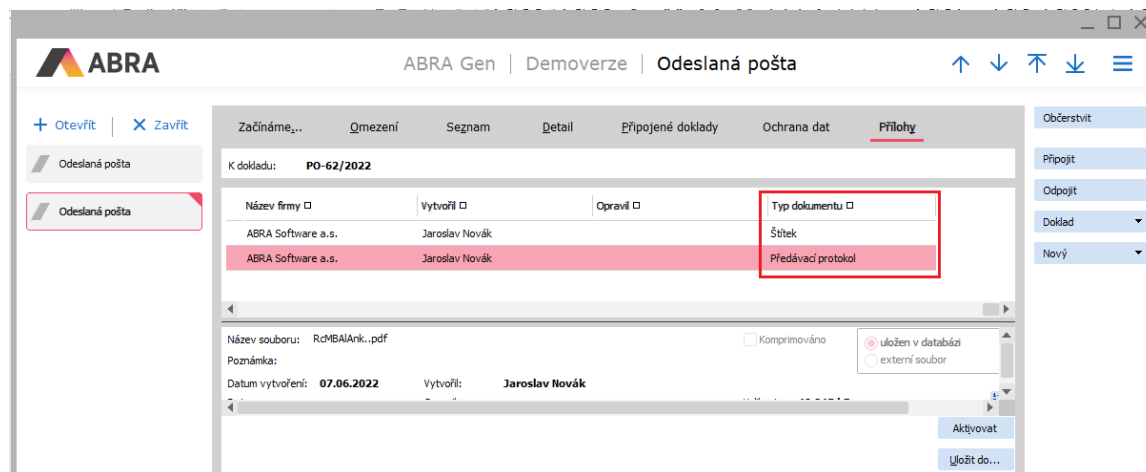 ABRA
ABRA Gen | Demoverze | Odeslaná pošta
Otevřít | Zavřít
Odeslaná pošta
Odeslaná pošta
Začínáme... Omezení Seznam Detail Připojené doklady Ochrana dat Přílohy
K dokladu: PO-62/2022
Název firmy Vytvořil Opravil Typ dokumentu
ABRA Software a.s. Jaroslav Novák Štítek
ABRA Software a.s. Jaroslav Novák Předávací protokol
Název souboru: RcMBAlAnk..pdf Komprimováno uložen v databázi
externí soubor
Poznámka:
Datum vytvoření: 07.06.2022 Vytvořil: Jaroslav Novák
Aktivovat
Uložit do...
Občerstvit
Připojit
Odpojit
Doklad
Nový